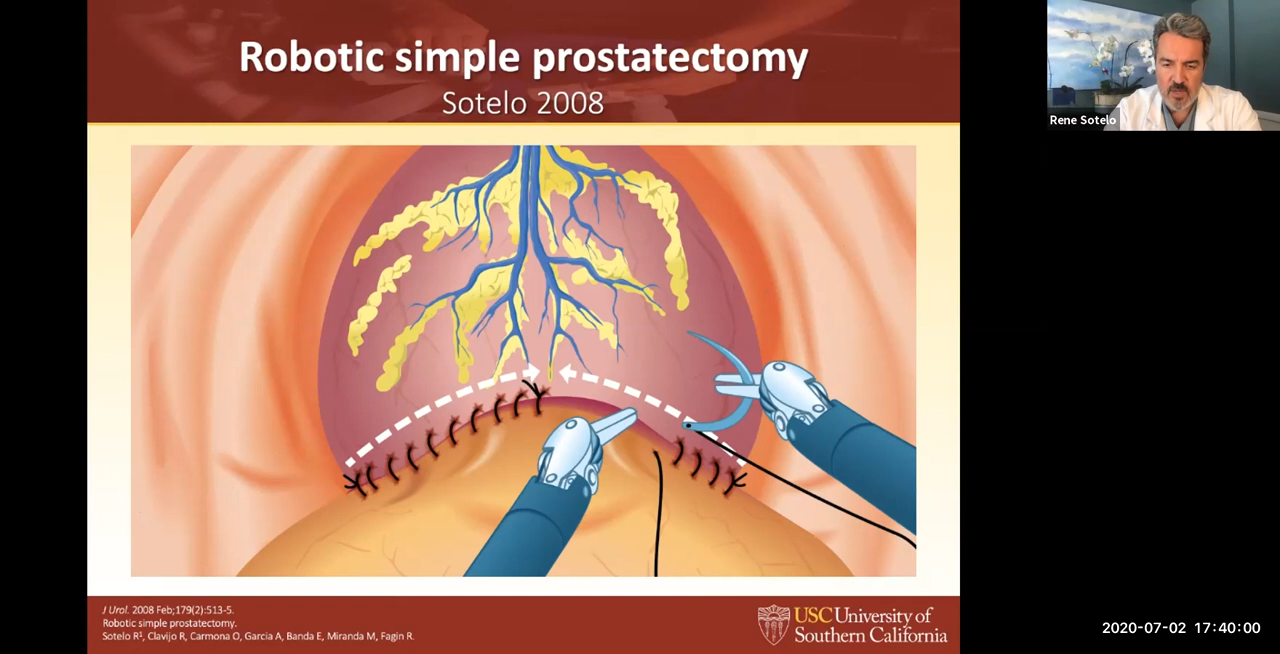 Robotic simple prostatectomy
Sotelo 2008
Rene Sotelo
J Urol. 2008 Feb;179(2):513-5.
Robotic simple prostatectomy.
Sotelo R¹, Clavijo R, Carmona O, Garcia A, Banda E, Miranda M, Fagin R.
USC University of
Southern California
2020-07-02 17:40:00